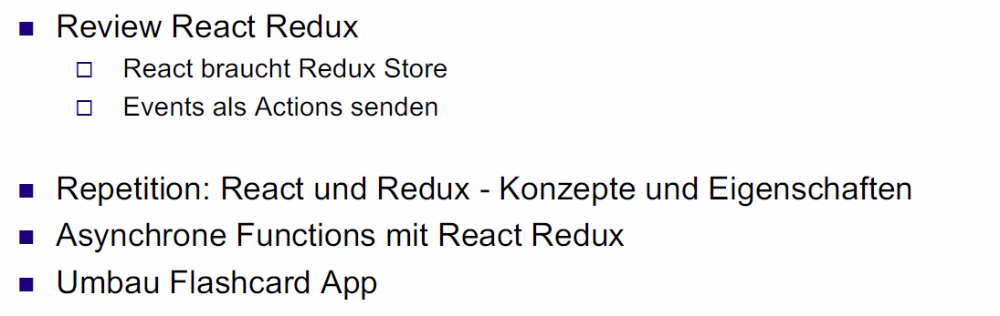 Review React Redux
React braucht Redux Store
Events als Actions senden
Repetition: React und Redux - Konzepte und Eigenschaften
Asynchrone Functions mit React Redux
Umbau Flashcard App